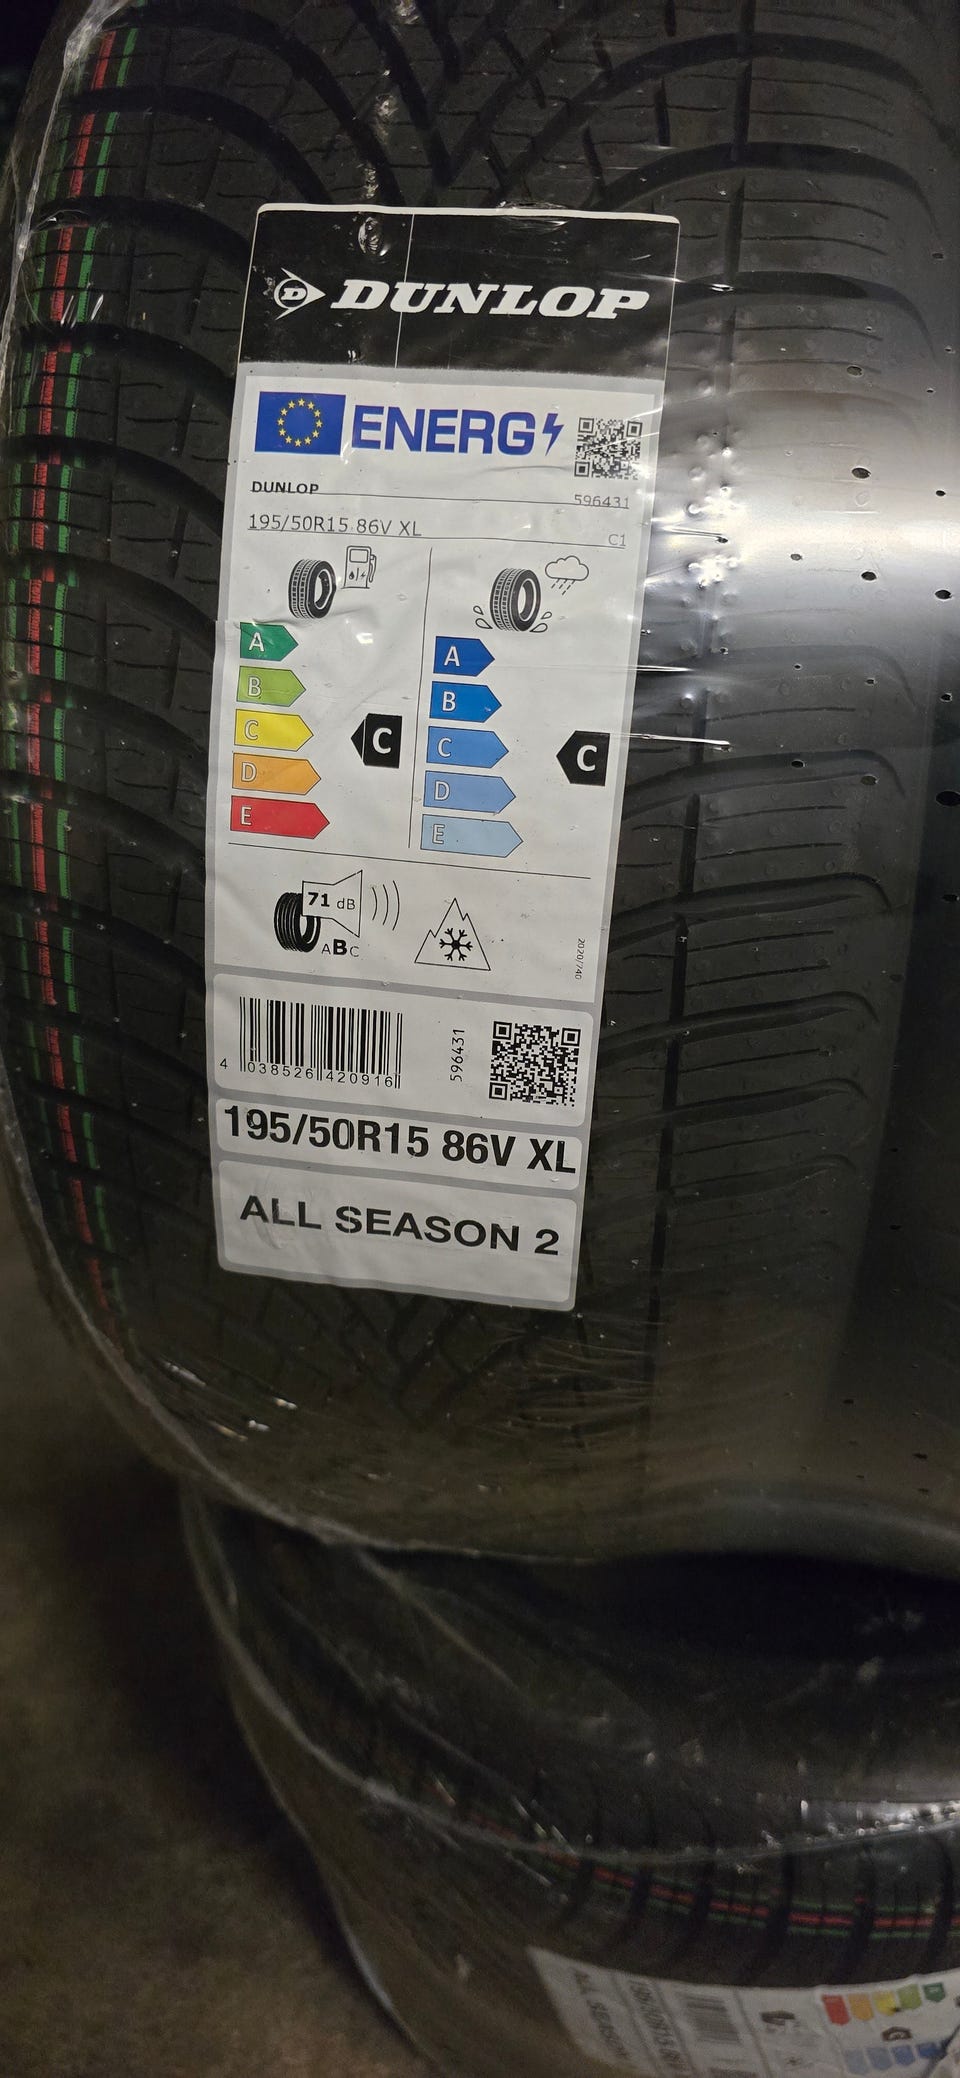 DUNLOP
ENERG
DUNLOP 596431
195/50R15 86V XL C1
A A
B B
C C C C
D D
E E
71 dB
ABC
2020/740
4 038526 420916
596431
195/50R15 86V XL
ALL SEASON 2